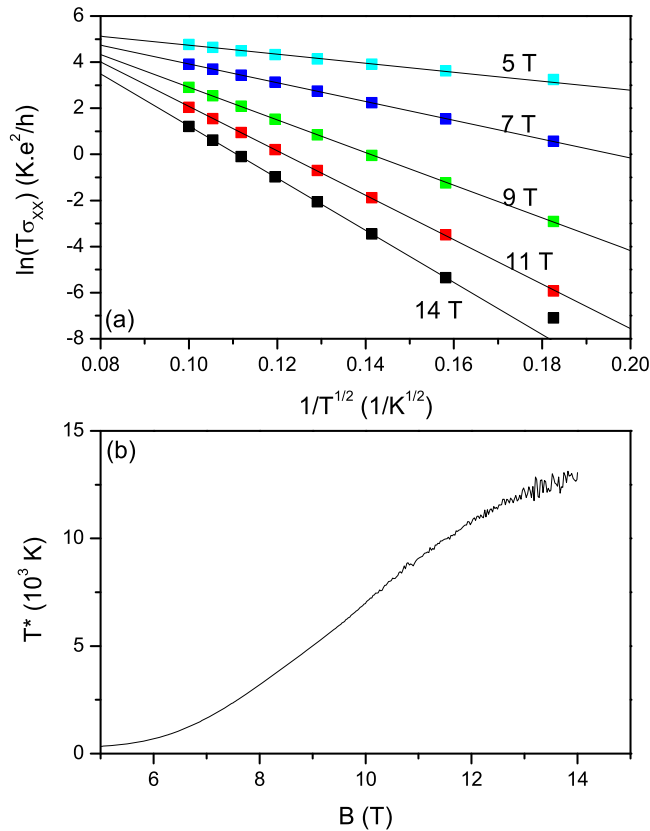 6
4
2
0
-2
-4
-6
-8
ln(Tσ_XX) (K.e²/h)
5 T
7 T
9 T
11 T
14 T
(a)
0.08 0.10 0.12 0.14 0.16 0.18 0.20
1/T^1/2 (1/K^1/2)
15
10
5
0
T* (10³ K)
(b)
6 8 10 12 14
B (T)